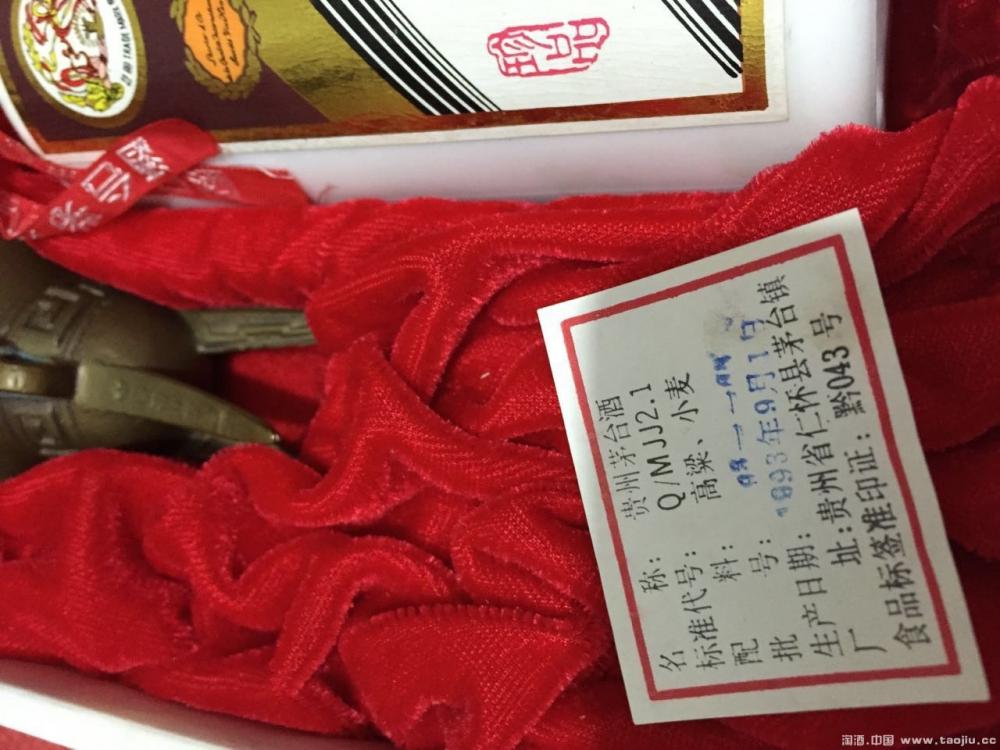 珍品
名　　称：贵州茅台酒
标准代号：Q/MJJ2.1
配　　料：高粱、小麦
批　　号：
生产日期：1993年9月1日
厂　　址：贵州省仁怀县茅台镇
食品标签准印证：黔043号
淘酒.中国 www.taojiu.cc